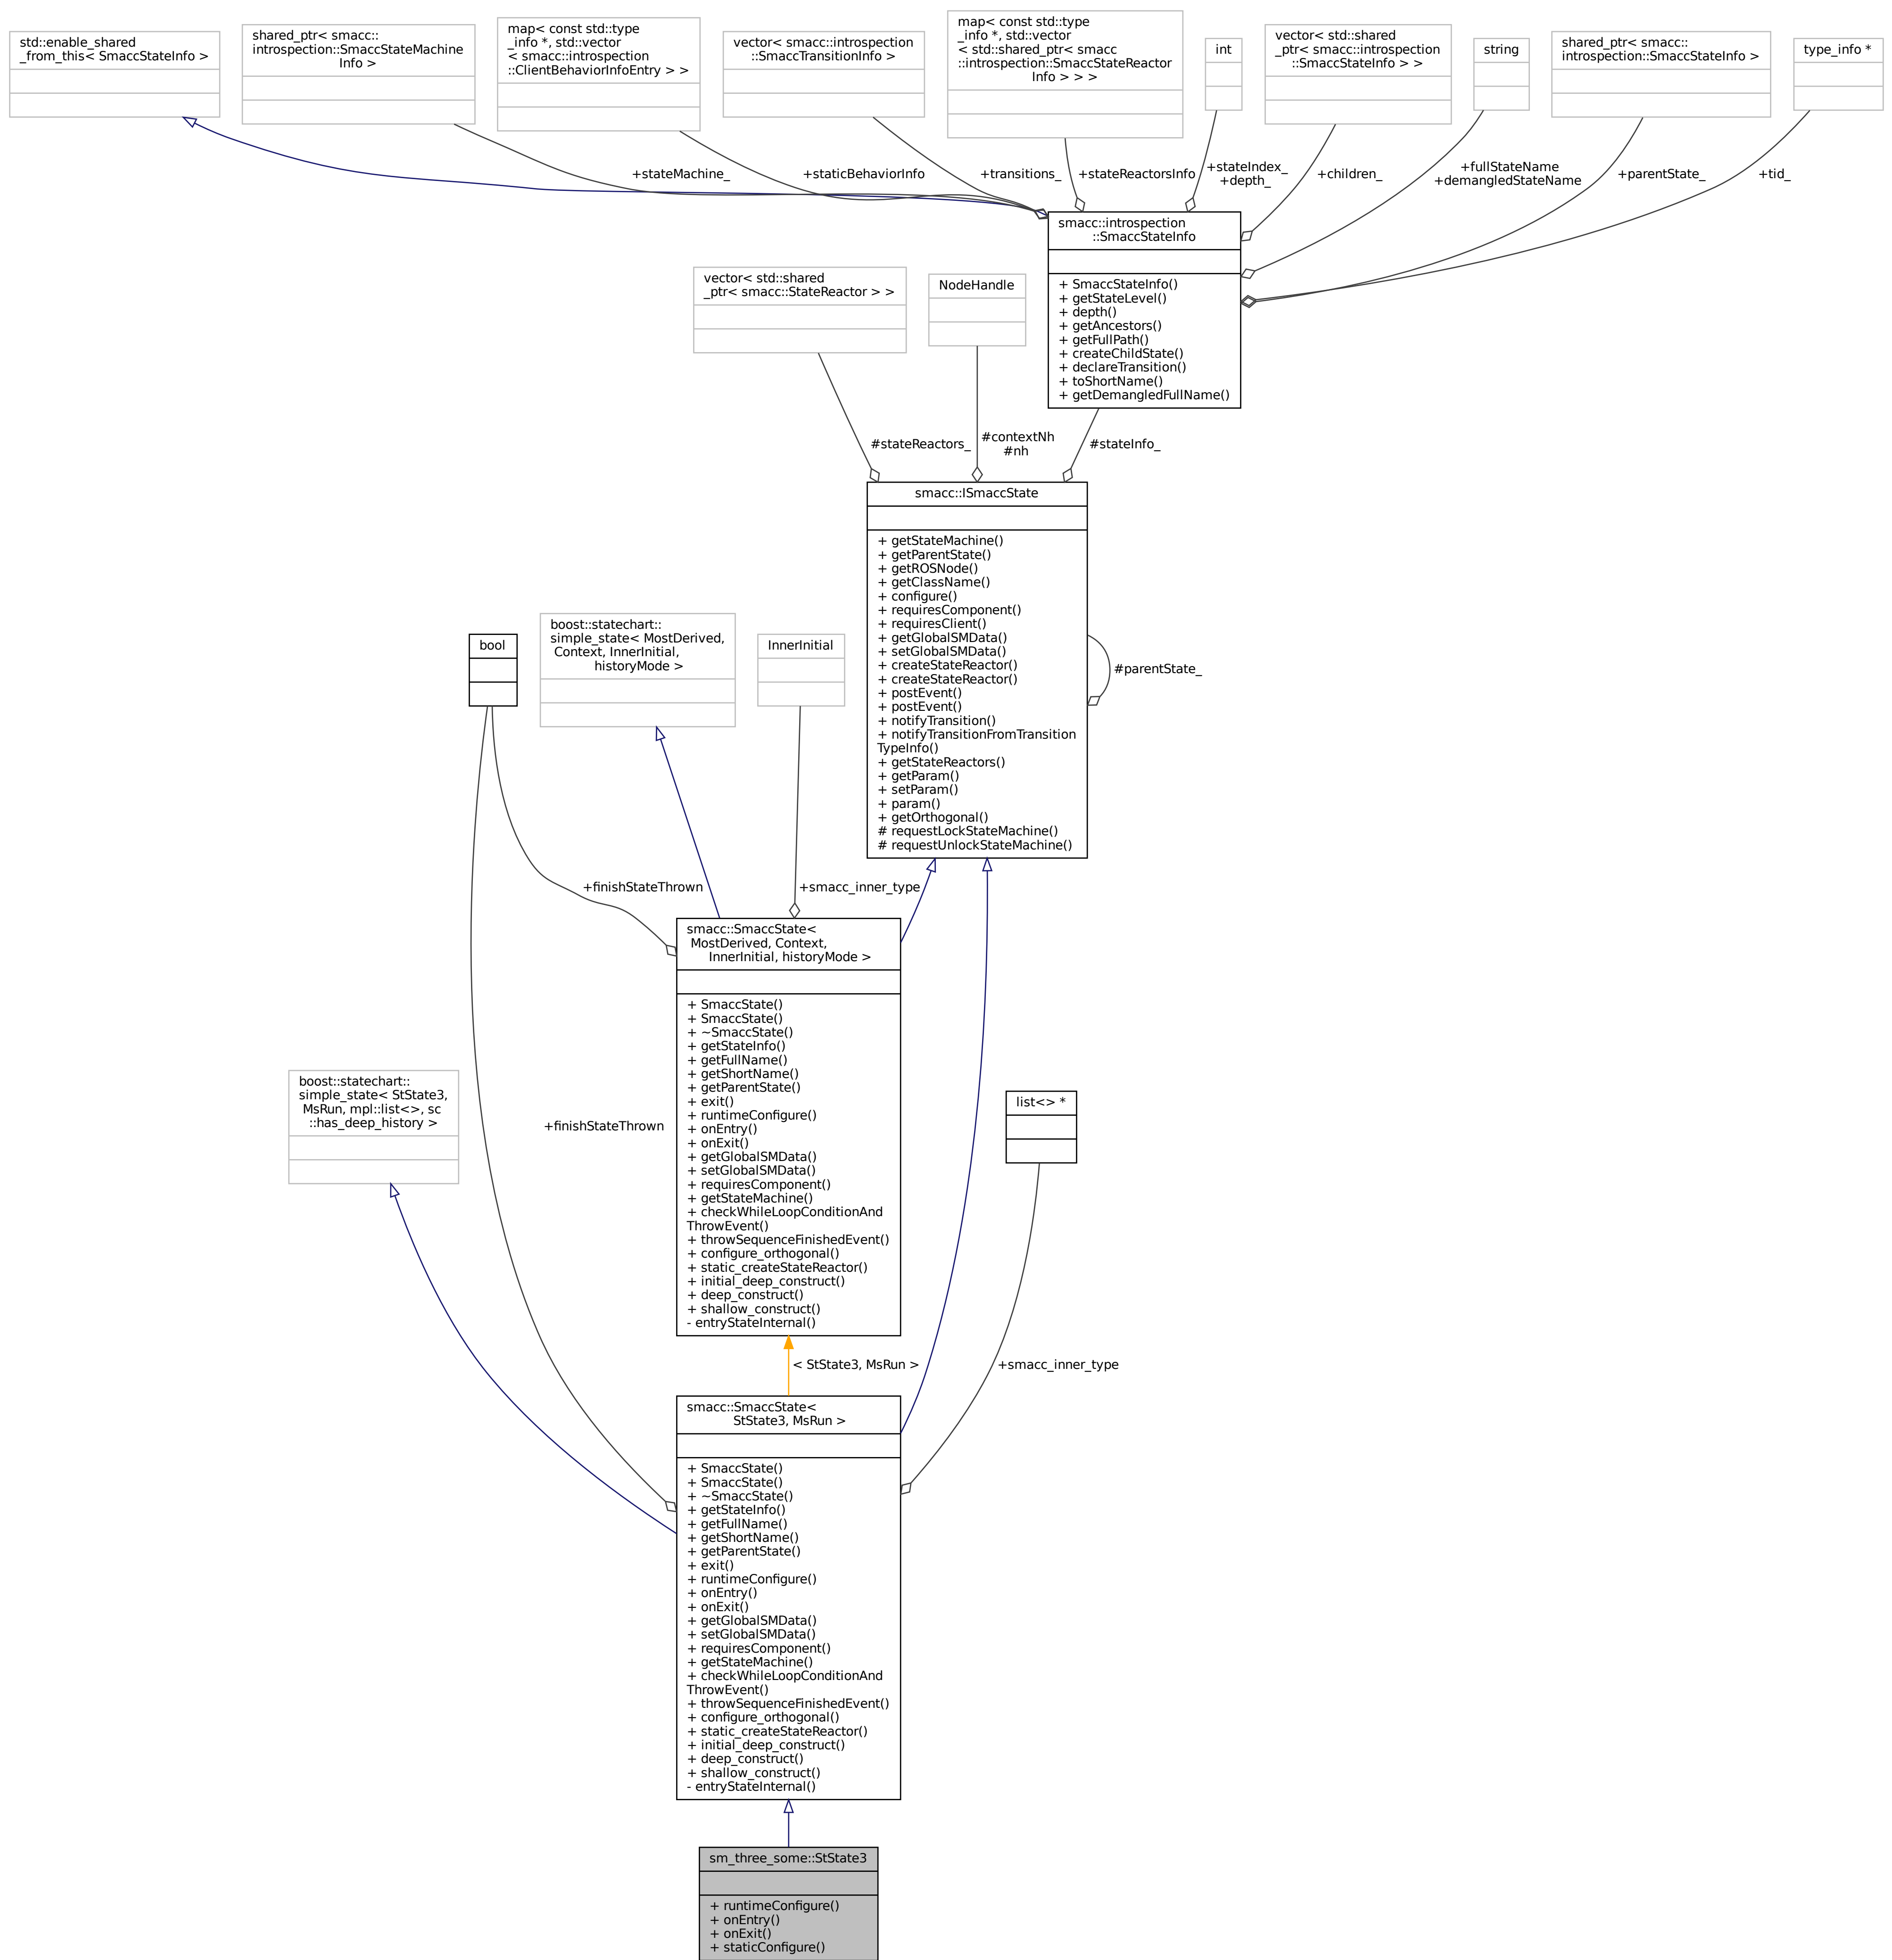 std::enable_shared
_from_this< SmaccStateInfo >
shared_ptr< smacc::
introspection::SmaccStateMachine
Info >
map< const std::type
_info *, std::vector
< smacc::introspection
::ClientBehaviorInfoEntry > >
vector< smacc::introspection
::SmaccTransitionInfo >
map< const std::type
_info *, std::vector
< std::shared_ptr< smacc
::introspection::SmaccStateReactor
Info > > >
int
vector< std::shared
_ptr< smacc::introspection
::SmaccStateInfo > >
string
shared_ptr< smacc::
introspection::SmaccStateInfo >
type_info *
+stateMachine_
+staticBehaviorInfo
+transitions_
+stateReactorsInfo
+stateIndex_
+depth_
+children_
+fullStateName
+demangledStateName
+parentState_
+tid_
smacc::introspection
::SmaccStateInfo
+ SmaccStateInfo()
+ getStateLevel()
+ depth()
+ getAncestors()
+ getFullPath()
+ createChildState()
+ declareTransition()
+ toShortName()
+ getDemangledFullName()
vector< std::shared
_ptr< smacc::StateReactor > >
NodeHandle
#stateReactors_
#contextNh
#nh
#stateInfo_
smacc::ISmaccState
+ getStateMachine()
+ getParentState()
+ getROSNode()
+ getClassName()
+ configure()
+ requiresComponent()
+ requiresClient()
+ getGlobalSMData()
+ setGlobalSMData()
+ createStateReactor()
+ createStateReactor()
+ postEvent()
+ postEvent()
+ notifyTransition()
+ notifyTransitionFromTransition
TypeInfo()
+ getStateReactors()
+ getParam()
+ setParam()
+ param()
+ getOrthogonal()
# requestLockStateMachine()
# requestUnlockStateMachine()
#parentState_
bool
boost::statechart::
simple_state< MostDerived,
Context, InnerInitial,
historyMode >
InnerInitial
+finishStateThrown
+smacc_inner_type
smacc::SmaccState<
MostDerived, Context,
InnerInitial, historyMode >
+ SmaccState()
+ SmaccState()
+ ~SmaccState()
+ getStateInfo()
+ getFullName()
+ getShortName()
+ getParentState()
+ exit()
+ runtimeConfigure()
+ onEntry()
+ onExit()
+ getGlobalSMData()
+ setGlobalSMData()
+ requiresComponent()
+ getStateMachine()
+ checkWhileLoopConditionAnd
ThrowEvent()
+ throwSequenceFinishedEvent()
+ configure_orthogonal()
+ static_createStateReactor()
+ initial_deep_construct()
+ deep_construct()
+ shallow_construct()
- entryStateInternal()
boost::statechart::
simple_state< StState3,
MsRun, mpl::list<>, sc
::has_deep_history >
+finishStateThrown
list<> *
< StState3, MsRun >
+smacc_inner_type
smacc::SmaccState<
StState3, MsRun >
+ SmaccState()
+ SmaccState()
+ ~SmaccState()
+ getStateInfo()
+ getFullName()
+ getShortName()
+ getParentState()
+ exit()
+ runtimeConfigure()
+ onEntry()
+ onExit()
+ getGlobalSMData()
+ setGlobalSMData()
+ requiresComponent()
+ getStateMachine()
+ checkWhileLoopConditionAnd
ThrowEvent()
+ throwSequenceFinishedEvent()
+ configure_orthogonal()
+ static_createStateReactor()
+ initial_deep_construct()
+ deep_construct()
+ shallow_construct()
- entryStateInternal()
sm_three_some::StState3
+ runtimeConfigure()
+ onEntry()
+ onExit()
+ staticConfigure()